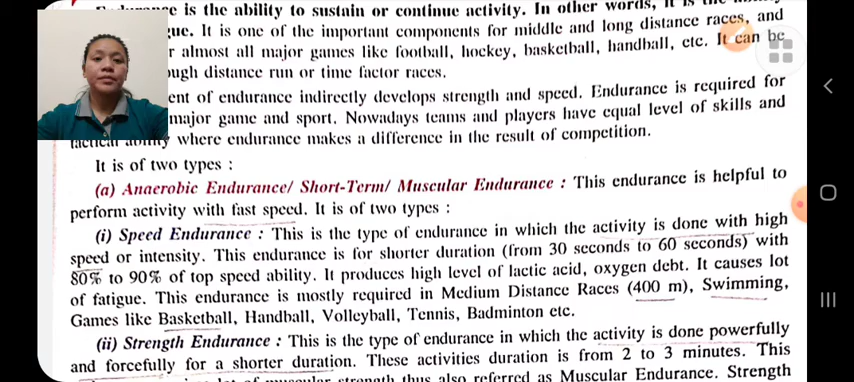 is the ability to sustain or continue activity. In other words, it is the
gue. It is one of the important components for middle and long distance races, and
r almost all major games like football, hockey, basketball, handball, etc. It can be
ugh distance run or time factor races.
ent of endurance indirectly develops strength and speed. Endurance is required for
major game and sport. Nowadays teams and players have equal level of skills and
tactical ability where endurance makes a difference in the result of competition.
It is of two types :
(a) Anaerobic Endurance/ Short-Term/ Muscular Endurance : This endurance is helpful to
perform activity with fast speed. It is of two types :
(i) Speed Endurance : This is the type of endurance in which the activity is done with high
speed or intensity. This endurance is for shorter duration (from 30 seconds to 60 seconds) with
80% to 90% of top speed ability. It produces high level of lactic acid, oxygen debt. It causes lot
of fatigue. This endurance is mostly required in Medium Distance Races (400 m), Swimming,
Games like Basketball, Handball, Volleyball, Tennis, Badminton etc.
(ii) Strength Endurance : This is the type of endurance in which the activity is done powerfully
and forcefully for a shorter duration. These activities duration is from 2 to 3 minutes. This
muscular strength thus also referred as Muscular Endurance. Strength